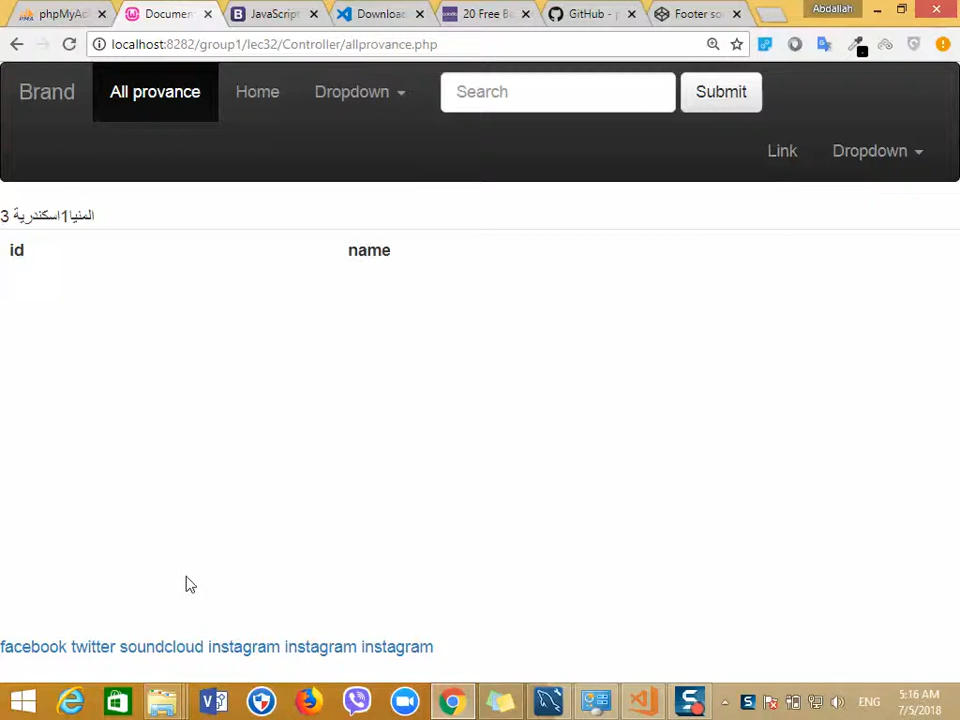 phpMyAd
Documen
JavaScript
Downloac
20 Free Bo
GitHub - p
Footer so
Abdallah
localhost:8282/group1/lec32/Controller/allprovance.php
Brand
All provance
Home
Dropdown
Search
Submit
Link
Dropdown
المنيا1اسكندرية 3
id
name
facebook twitter soundcloud instagram instagram instagram
ENG
5:16 AM
7/5/2018